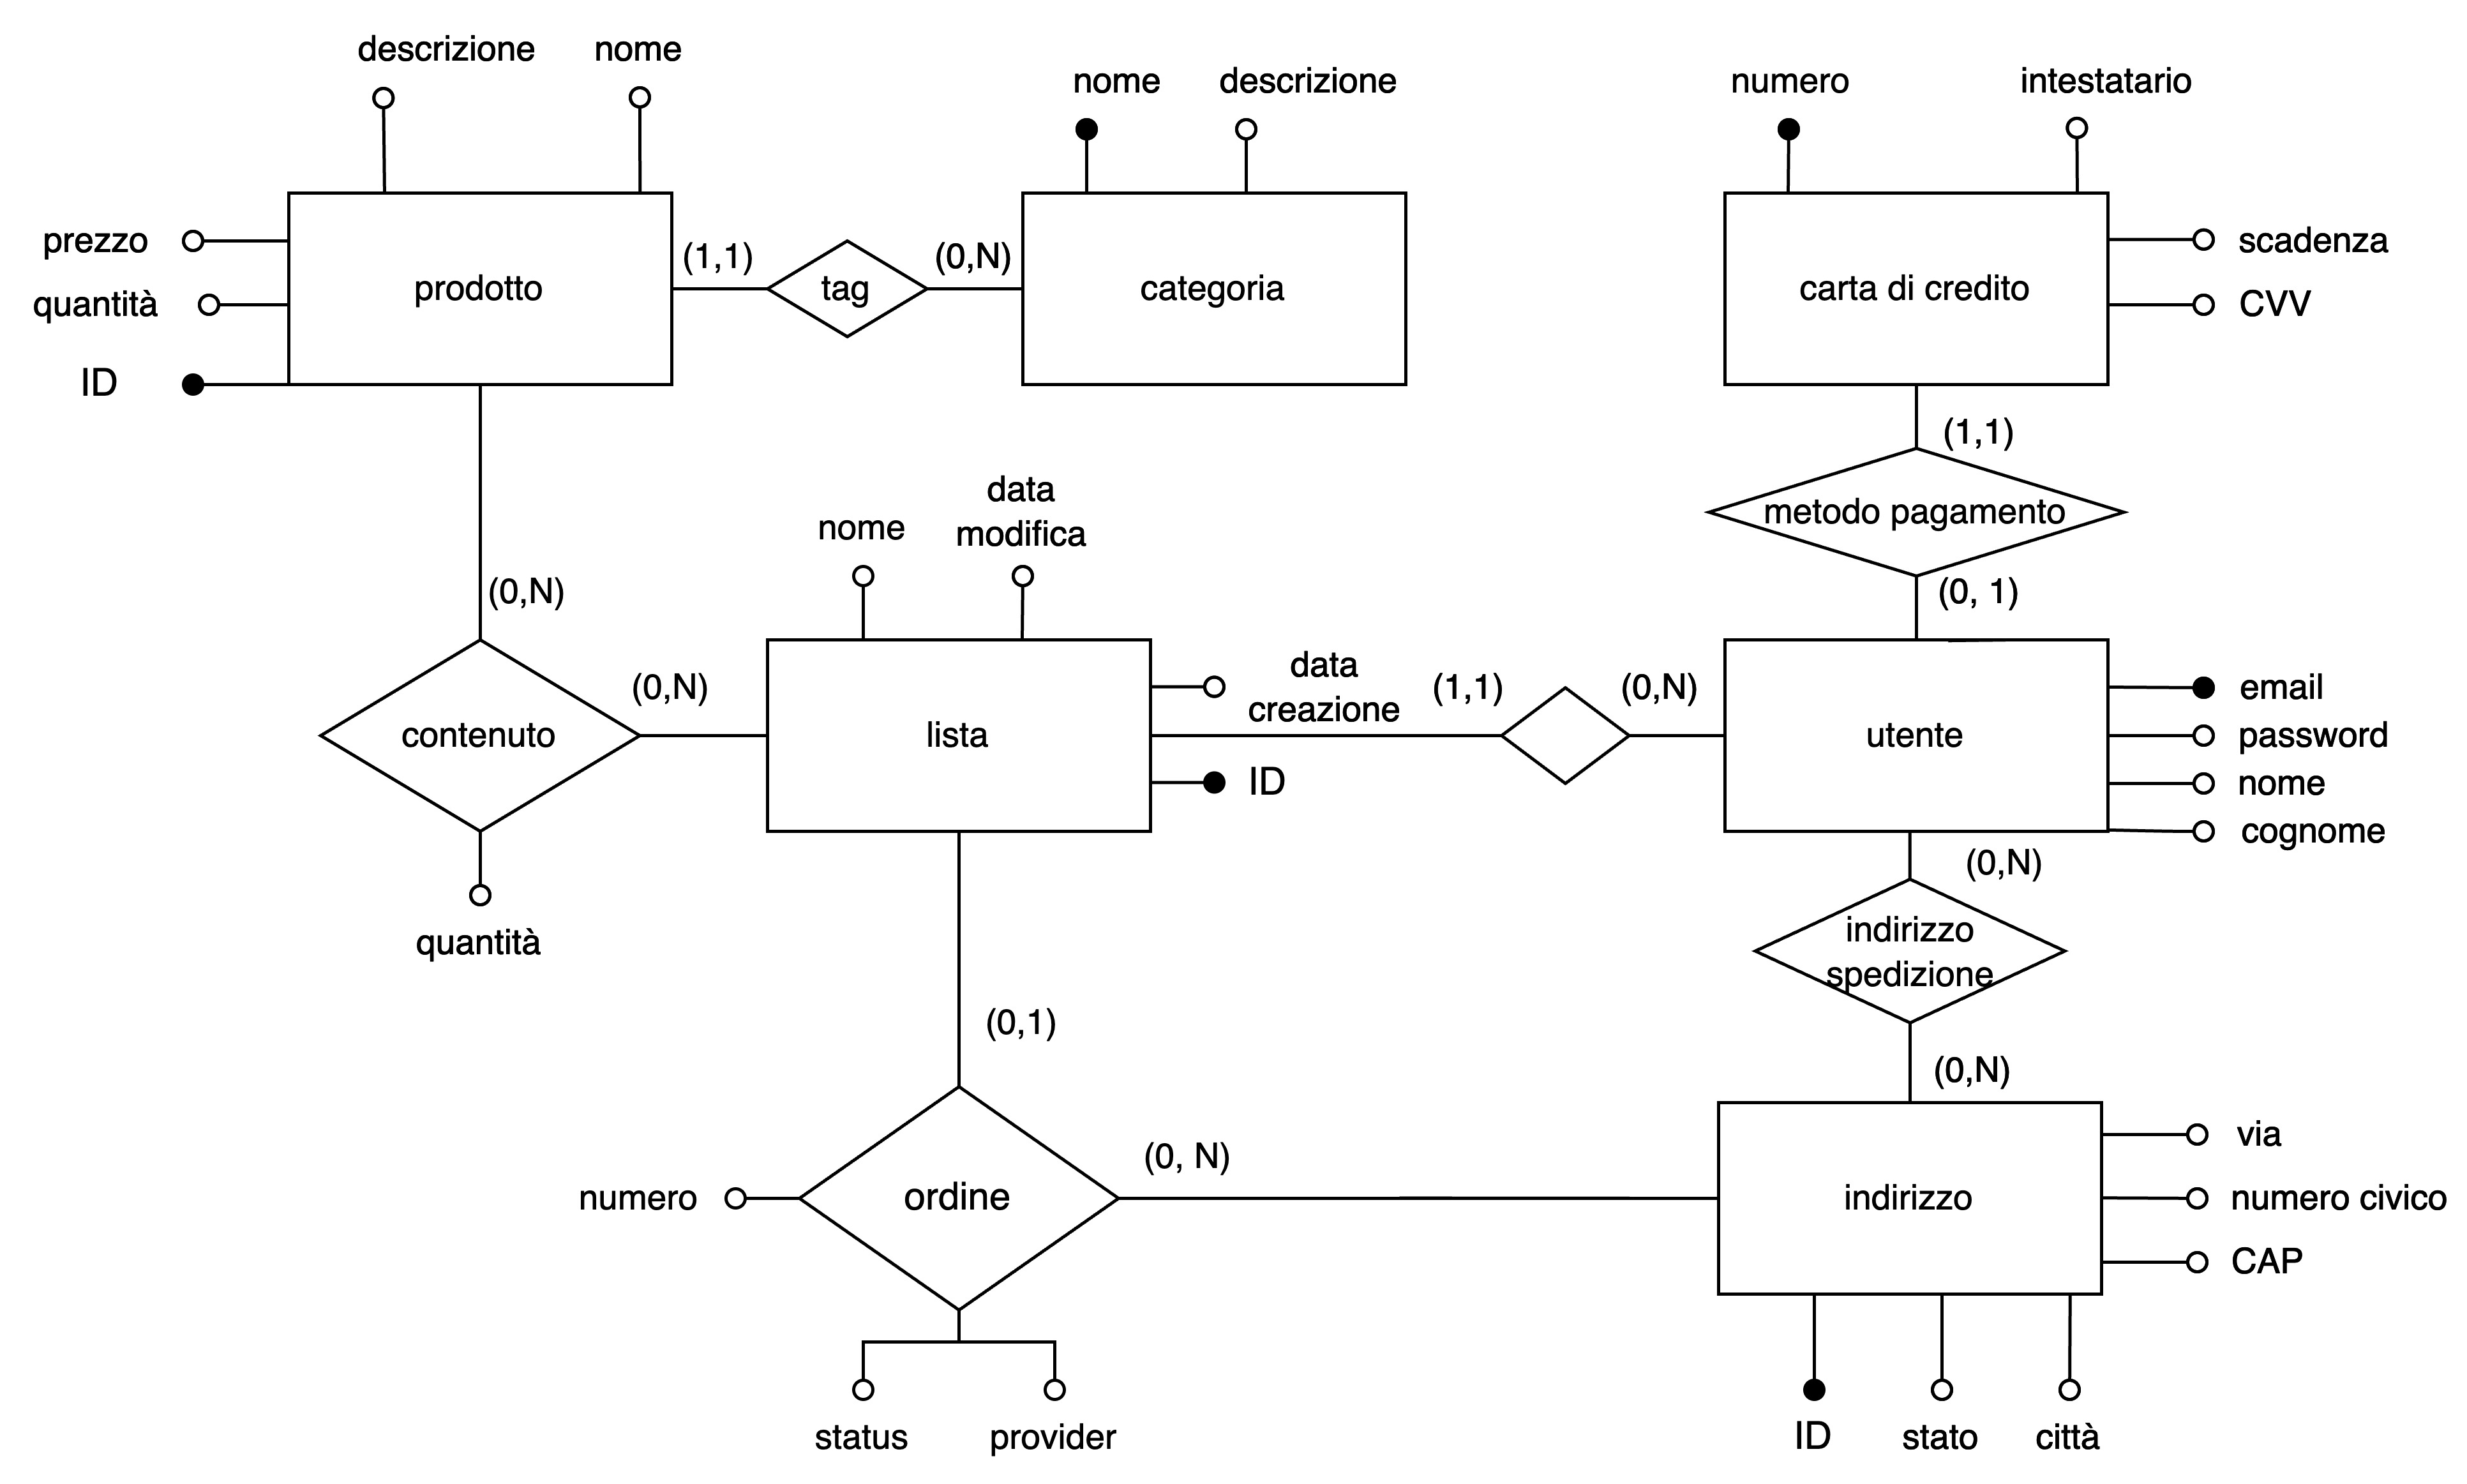 descrizione
nome
nome
descrizione
numero
intestatario
prezzo
quantità
ID
prodotto
(1,1)
tag
(0,N)
categoria
carta di credito
scadenza
CVV
(1,1)
metodo pagamento
(0, 1)
nome
data
modifica
(0,N)
contenuto
(0,N)
quantità
lista
data
creazione
ID
(1,1)
(0,N)
utente
email
password
nome
cognome
(0,N)
indirizzo
spedizione
(0,N)
(0,1)
numero
ordine
(0, N)
indirizzo
via
numero civico
CAP
status
provider
ID
stato
città